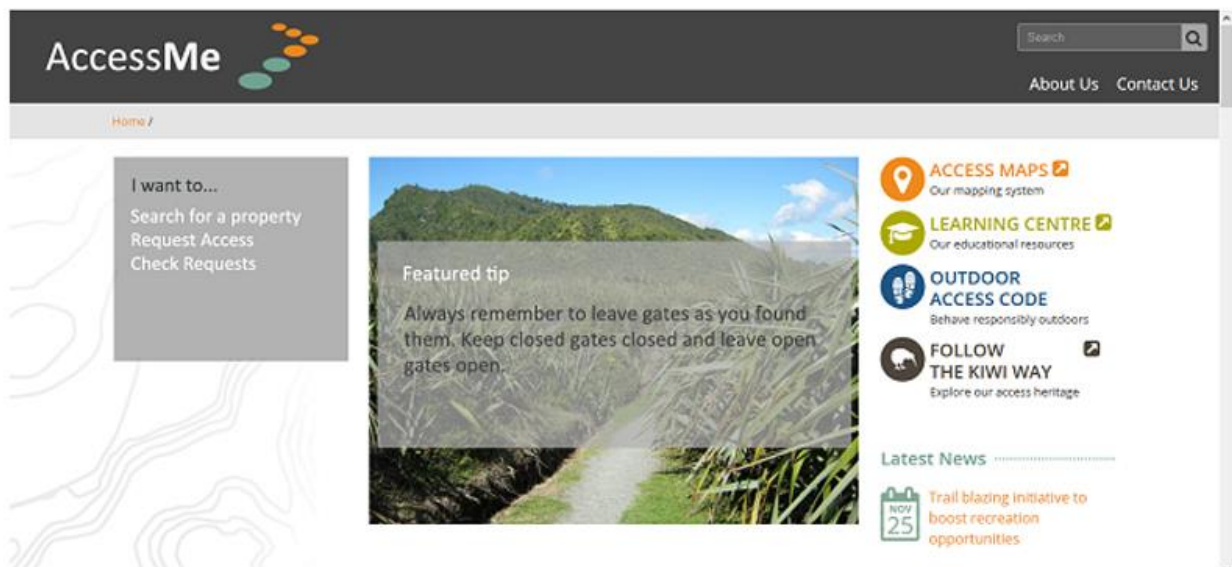 AccessMe
Search
About Us Contact Us
Home /
I want to...
Search for a property
Request Access
Check Requests
Featured tip
Always remember to leave gates as you found
them. Keep closed gates closed and leave open
gates open.
ACCESS MAPS
Our mapping system
LEARNING CENTRE
Our educational resources
OUTDOOR
ACCESS CODE
Behave responsibly outdoors
FOLLOW
THE KIWI WAY
Explore our access heritage
Latest News
NOV
25
Trail blazing initiative to
boost recreation
opportunities